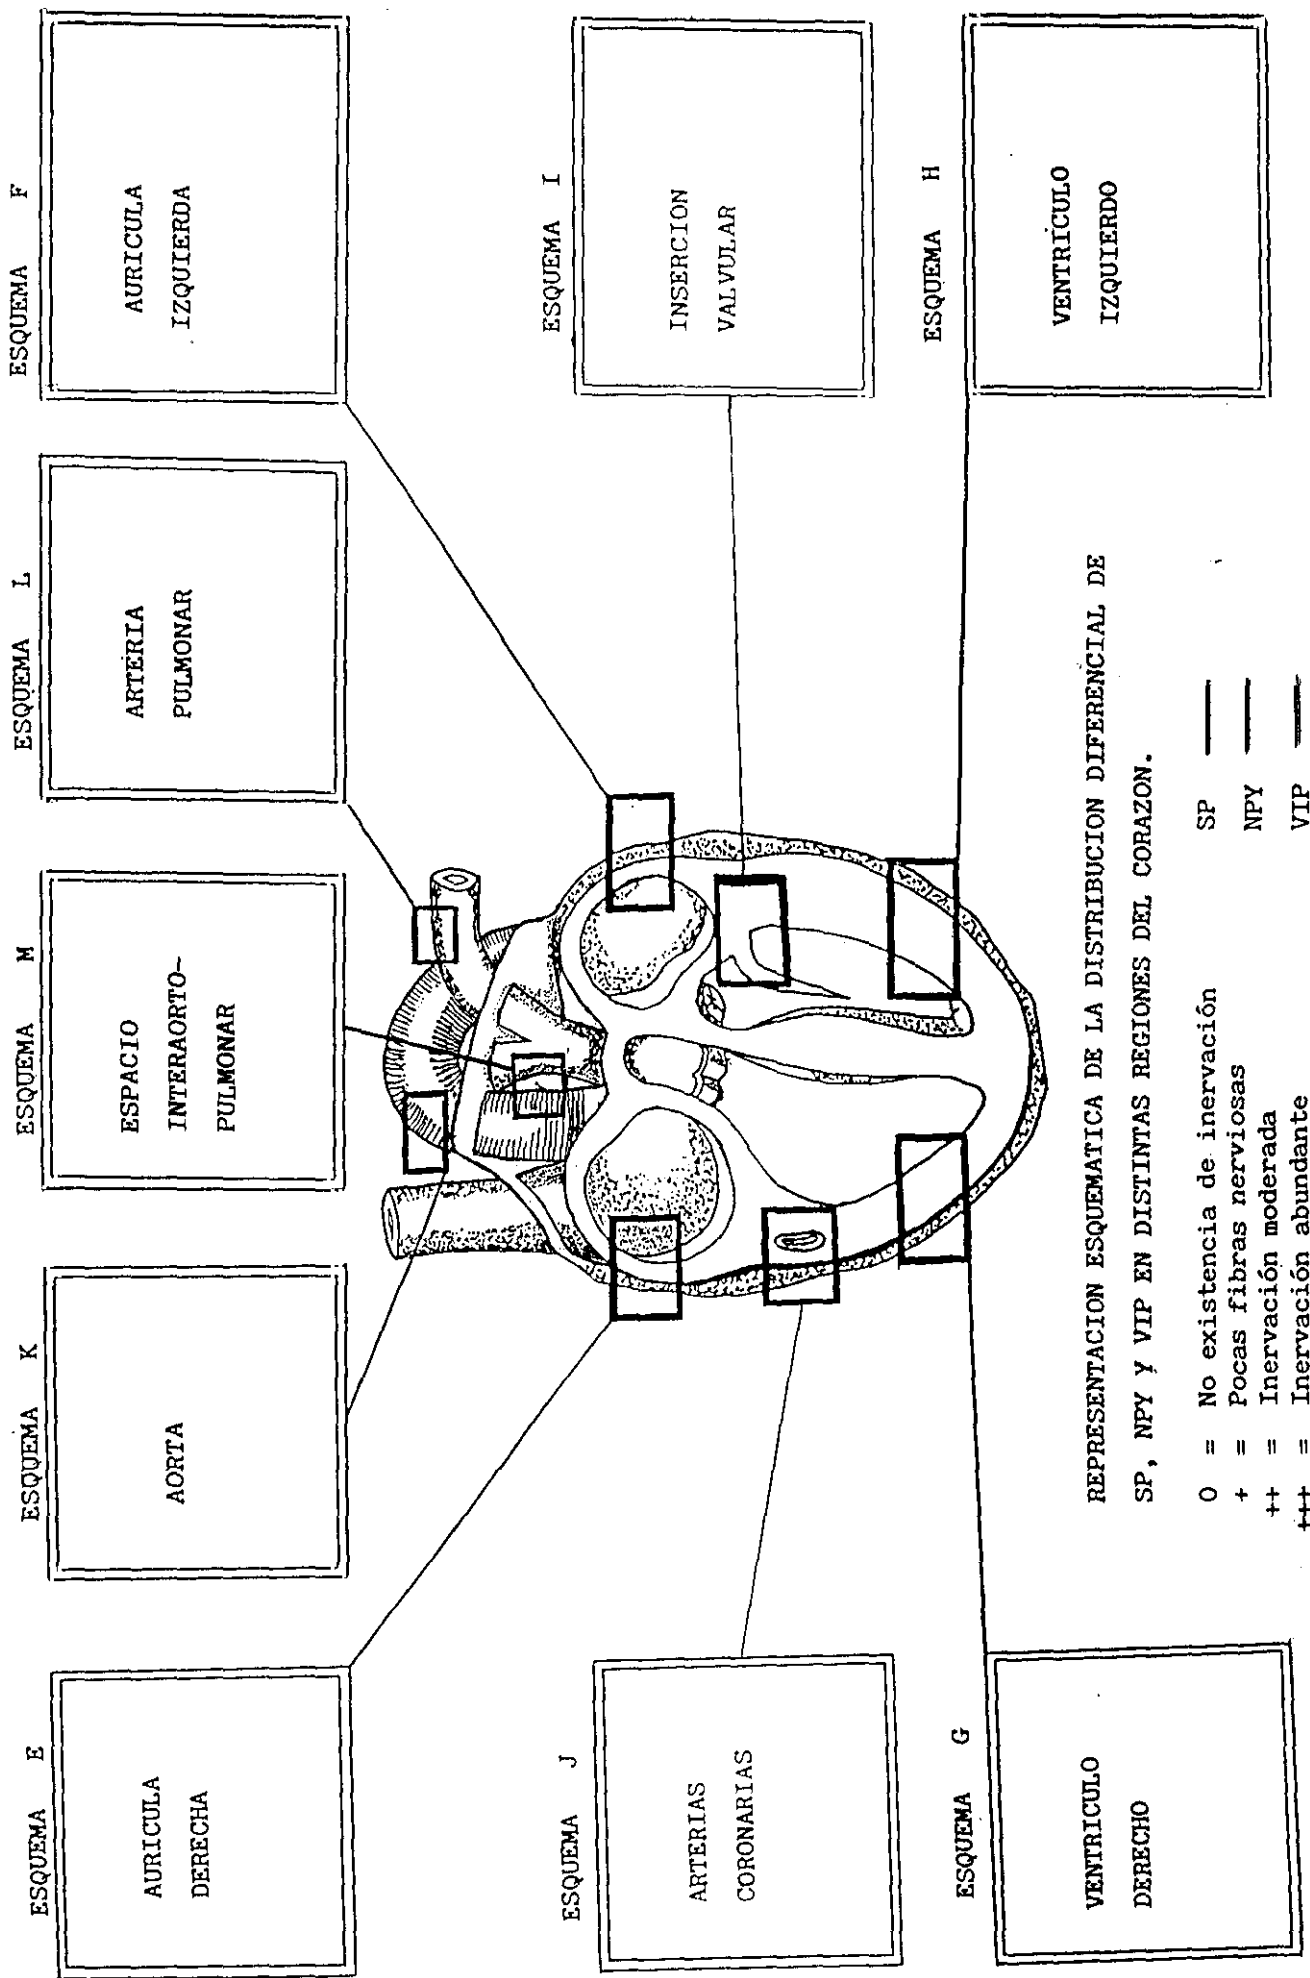 ESQUEMA E
AURICULA
DERECHA
ESQUEMA K
AORTA
ESQUEMA M
ESPACIO
INTERAORTO-
PULMONAR
ESQUEMA L
ARTERIA
PULMONAR
ESQUEMA F
AURICULA
IZQUIERDA
ESQUEMA J
ARTERIAS
CORONARIAS
ESQUEMA I
INSERCION
VALVULAR
ESQUEMA G
VENTRICULO
DERECHO
ESQUEMA H
VENTRICULO
IZQUIERDO
REPRESENTACION ESQUEMATICA DE LA DISTRIBUCION DIFERENCIAL DE
SP, NPY Y VIP EN DISTINTAS REGIONES DEL CORAZON.
O = No existencia de inervación SP
+ = Pocas fibras nerviosas NPY
++ = Inervación moderada
+++ = Inervación abundante VIP